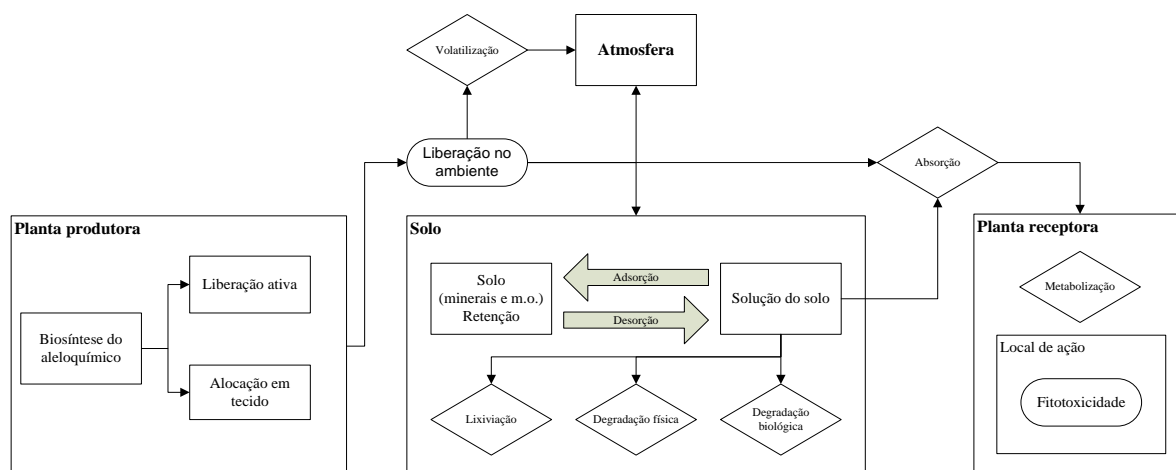 Volatilização
Atmosfera
Liberação no
ambiente
Absorção
Planta produtora
Liberação ativa
Biosíntese do
aleloquímico
Alocação em
tecido
Solo
Solo
(minerais e m.o.)
Retenção
Adsorção
Desorção
Solução do solo
Lixiviação
Degradação física
Degradação
biológica
Planta receptora
Metabolização
Local de ação
Fitotoxicidade